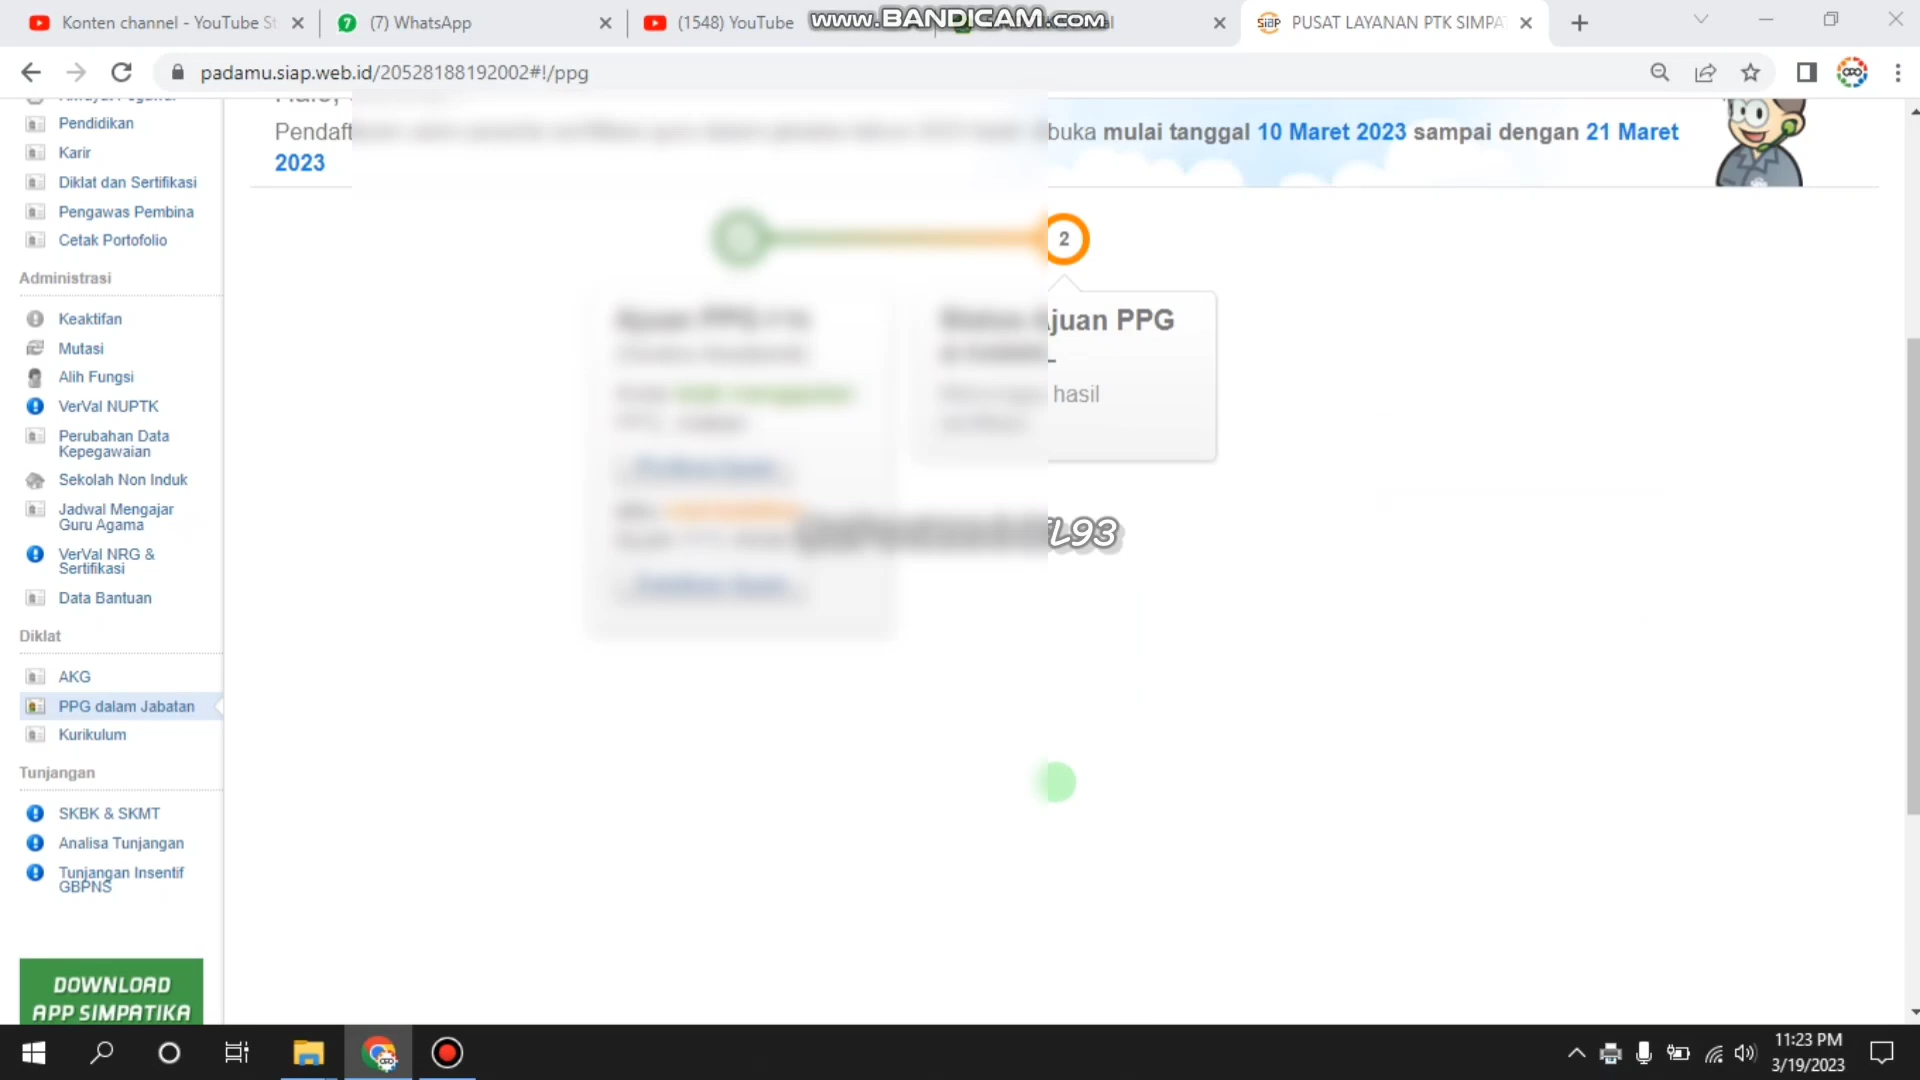 Konten channel - YouTube St
(7) WhatsApp
(1548) YouTube
www.BANDICAM.com
PUSAT LAYANAN PTK SIMPA
padamu.siap.web.id/20528188192002#!/ppg
Pendidikan
Karir
Diklat dan Sertifikasi
Pengawas Pembina
Cetak Portofolio
Administrasi
Keaktifan
Mutasi
Alih Fungsi
VerVal NUPTK
Perubahan Data
Kepegawaian
Sekolah Non Induk
Jadwal Mengajar
Guru Agama
VerVal NRG &
Sertifikasi
Data Bantuan
Diklat
AKG
PPG dalam Jabatan
Kurikulum
Tunjangan
SKBK & SKMT
Analisa Tunjangan
Tunjangan Insentif
GBPNS
DOWNLOAD
APP SIMPATIKA
Pendaft
buka mulai tanggal 10 Maret 2023 sampai dengan 21 Maret
2023
2
Ajuan PPG
hasil
L93
11:23 PM
3/19/2023